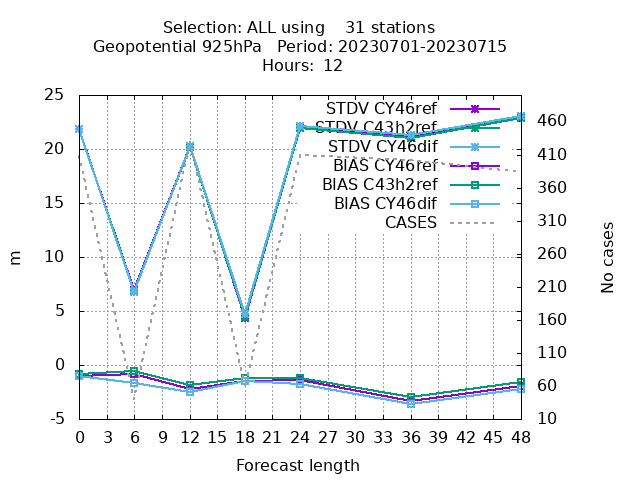 Selection: ALL using    31 stations
Geopotential 925hPa   Period: 20230701-20230715
Hours:  12
25
20
15
10
5
0
-5
m
460
410
360
310
260
210
160
110
60
10
No cases
STDV CY46ref
STDV C43h2ref
STDV CY46dif
BIAS CY46ref
BIAS C43h2ref
BIAS CY46dif
CASES
0 3 6 9 12 15 18 21 24 27 30 33 36 39 42 45 48
Forecast length